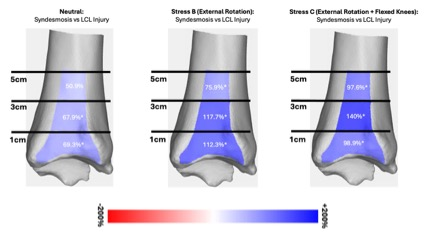 Neutral:
Syndesmosis vs LCL Injury
Stress B (External Rotation):
Syndesmosis vs LCL Injury
Stress C (External Rotation + Flexed Knees):
Syndesmosis vs LCL Injury
5cm
50.9%
3cm
67.9%*
1cm
69.3%*
5cm
75.9%*
3cm
117.7%*
1cm
112.3%*
5cm
97.6%*
3cm
140%*
1cm
98.9%*
-200%
+200%